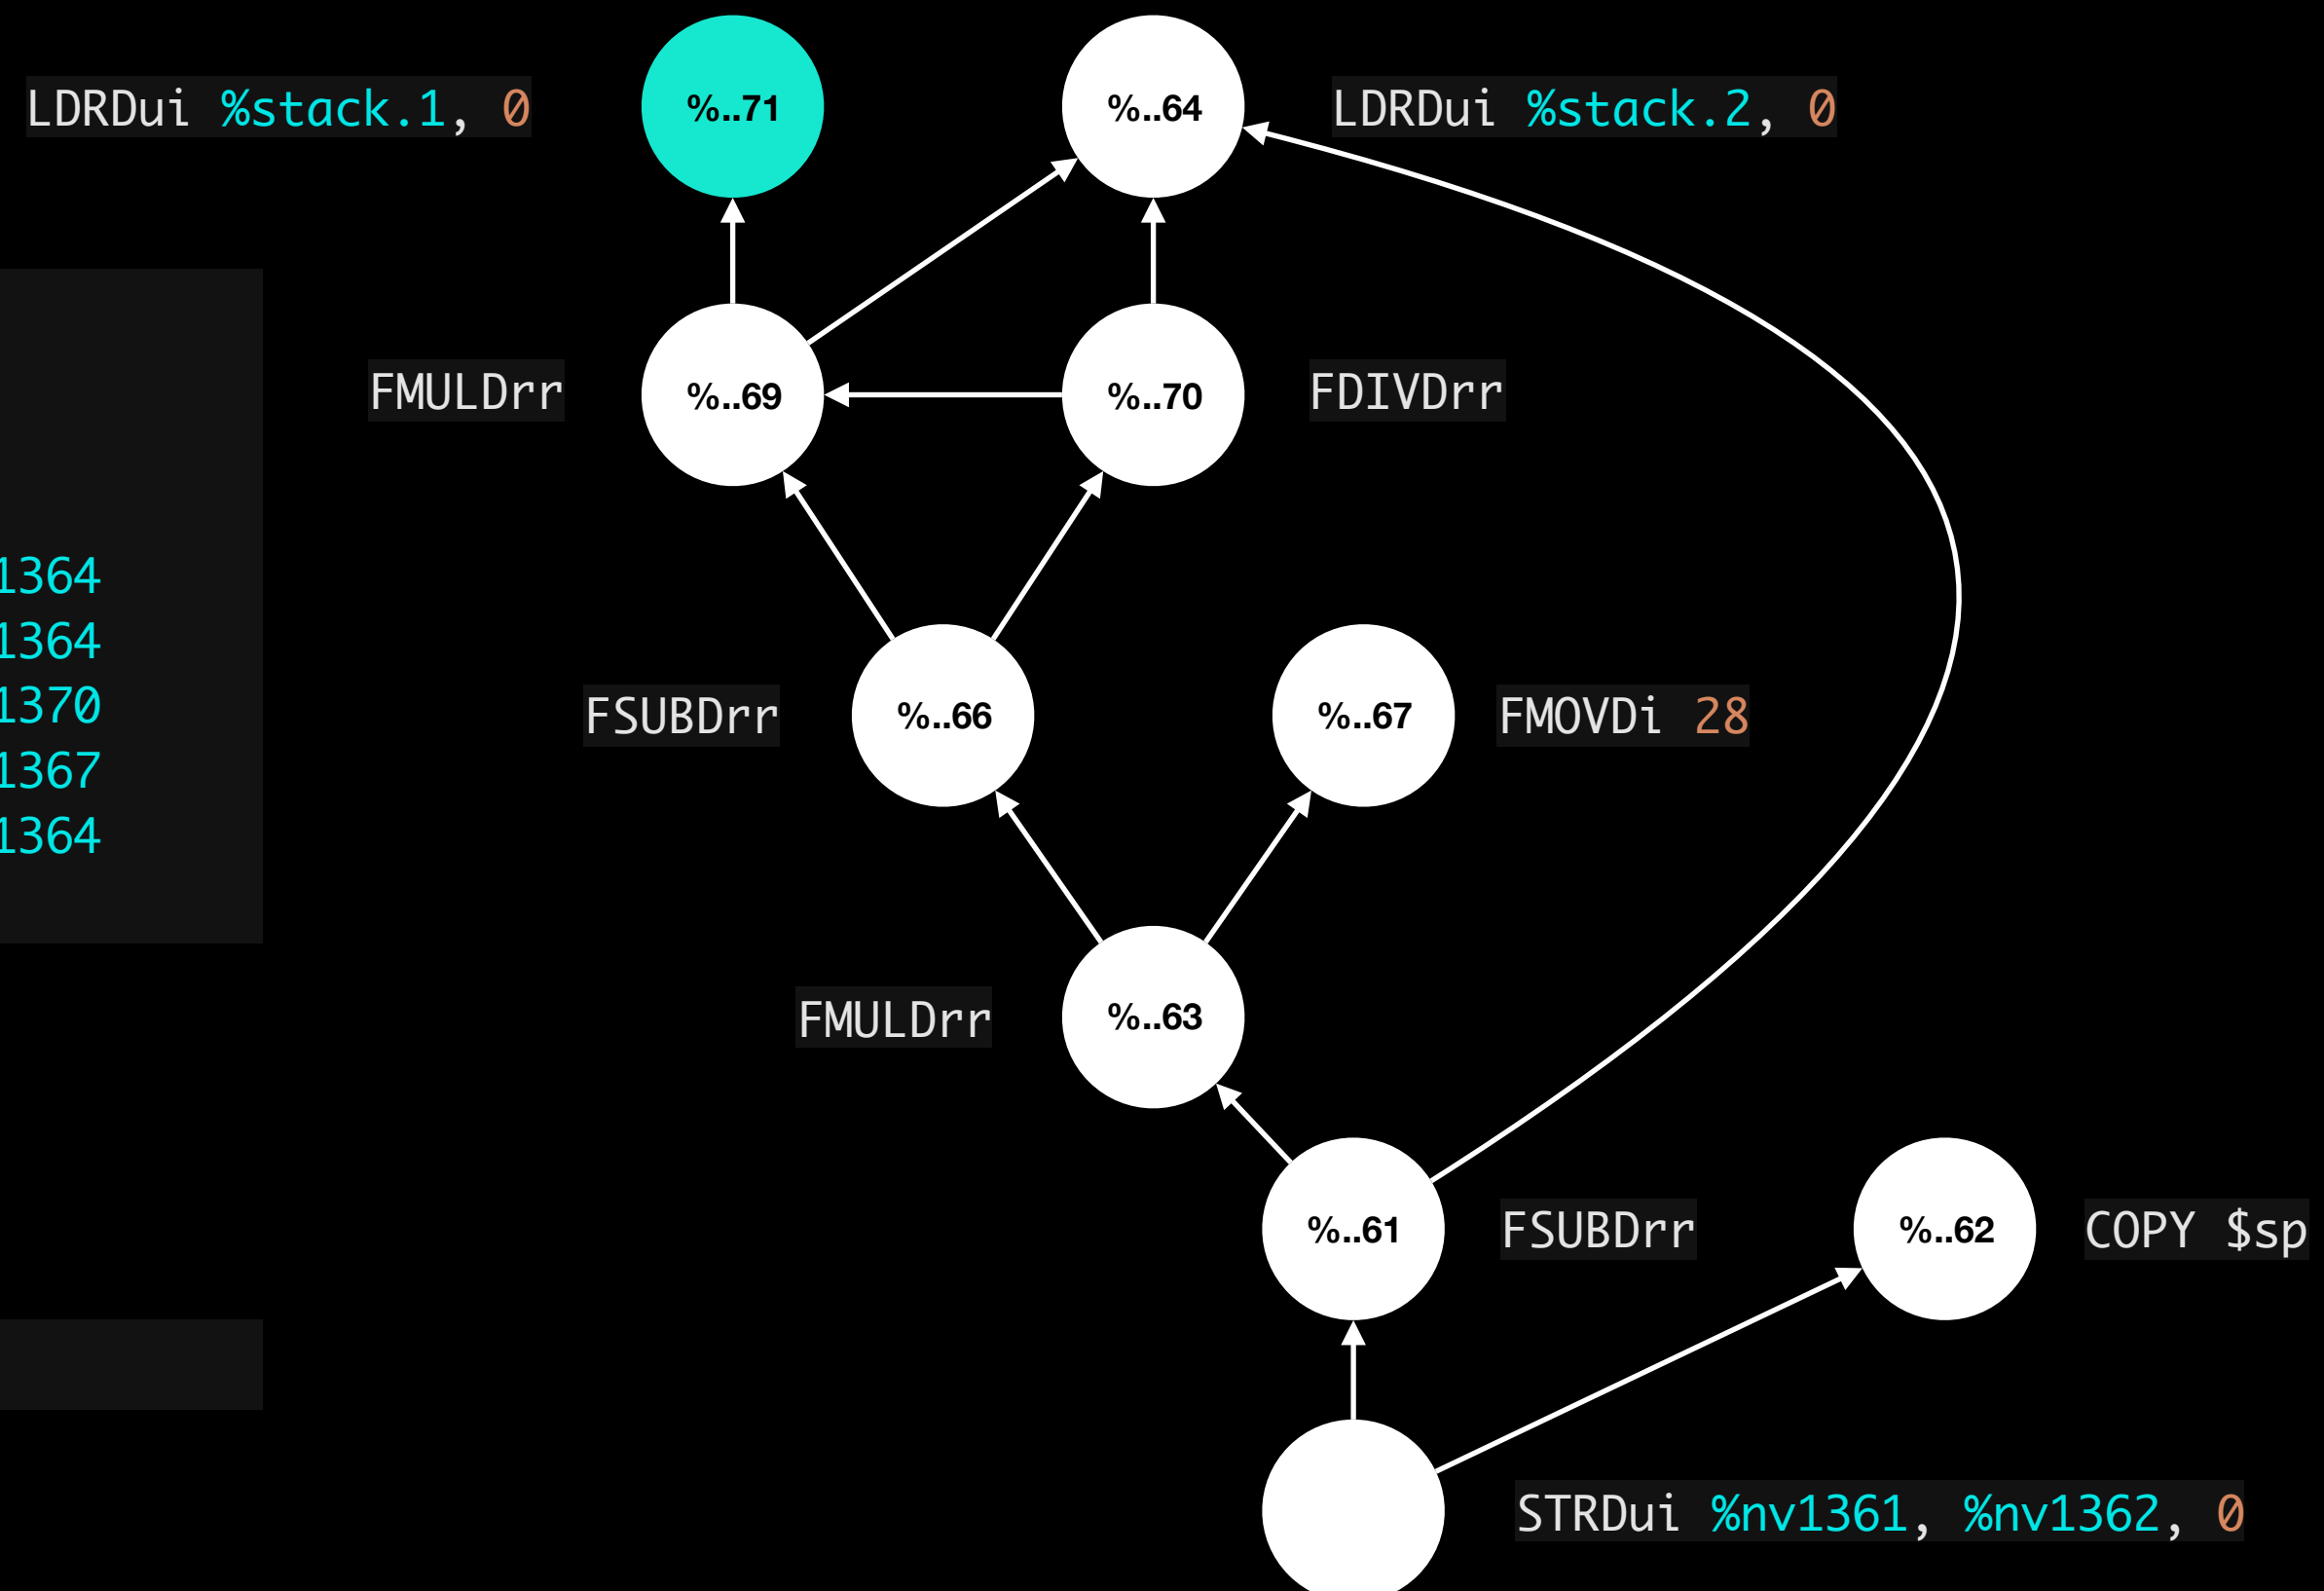 LDRDui %stack.1, 0
%..71
%..64
LDRDui %stack.2, 0
FMULDrr
%..69
%..70
FDIVDrr
1364
1364
1370
1367
1364
FSUBDrr
%..66
%..67
FMOVDi 28
FMULDrr
%..63
%..61
FSUBDrr
%..62
COPY $sp
STRDui %nv1361, %nv1362, 0